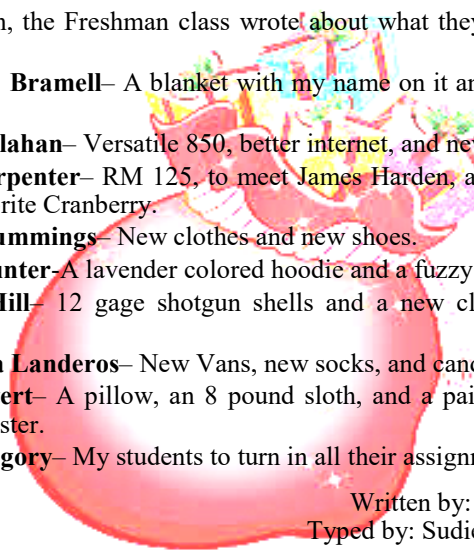 n, the Freshman class wrote about what they
Bramell– A blanket with my name on it an
lahan– Versatile 850, better internet, and nev
rpenter– RM 125, to meet James Harden, a
rite Cranberry.
ummings– New clothes and new shoes.
unter-A lavender colored hoodie and a fuzzy
Hill– 12 gage shotgun shells and a new cl
a Landeros– New Vans, new socks, and cand
ert– A pillow, an 8 pound sloth, and a pai
ster.
gory– My students to turn in all their assignm
Written by:
Typed by: Sudie